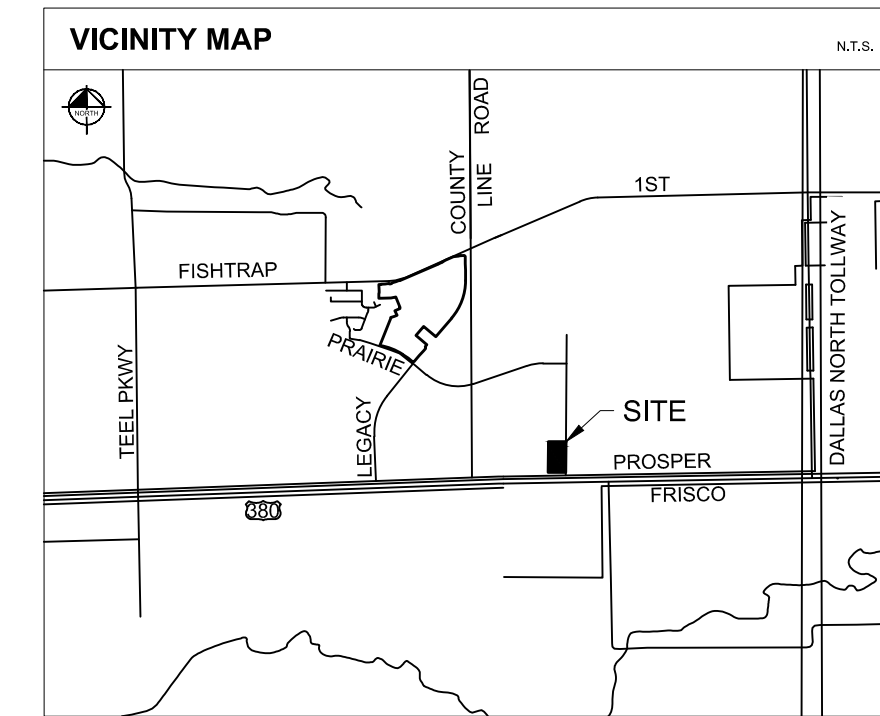 VICINITY MAP
N.T.S.
NORTH
COUNTY
LINE ROAD
1ST
FISHTRAP
DALLAS NORTH TOLLWAY
PRAIRIE
TEEL PKWY
LEGACY
SITE
PROSPER
FRISCO
380